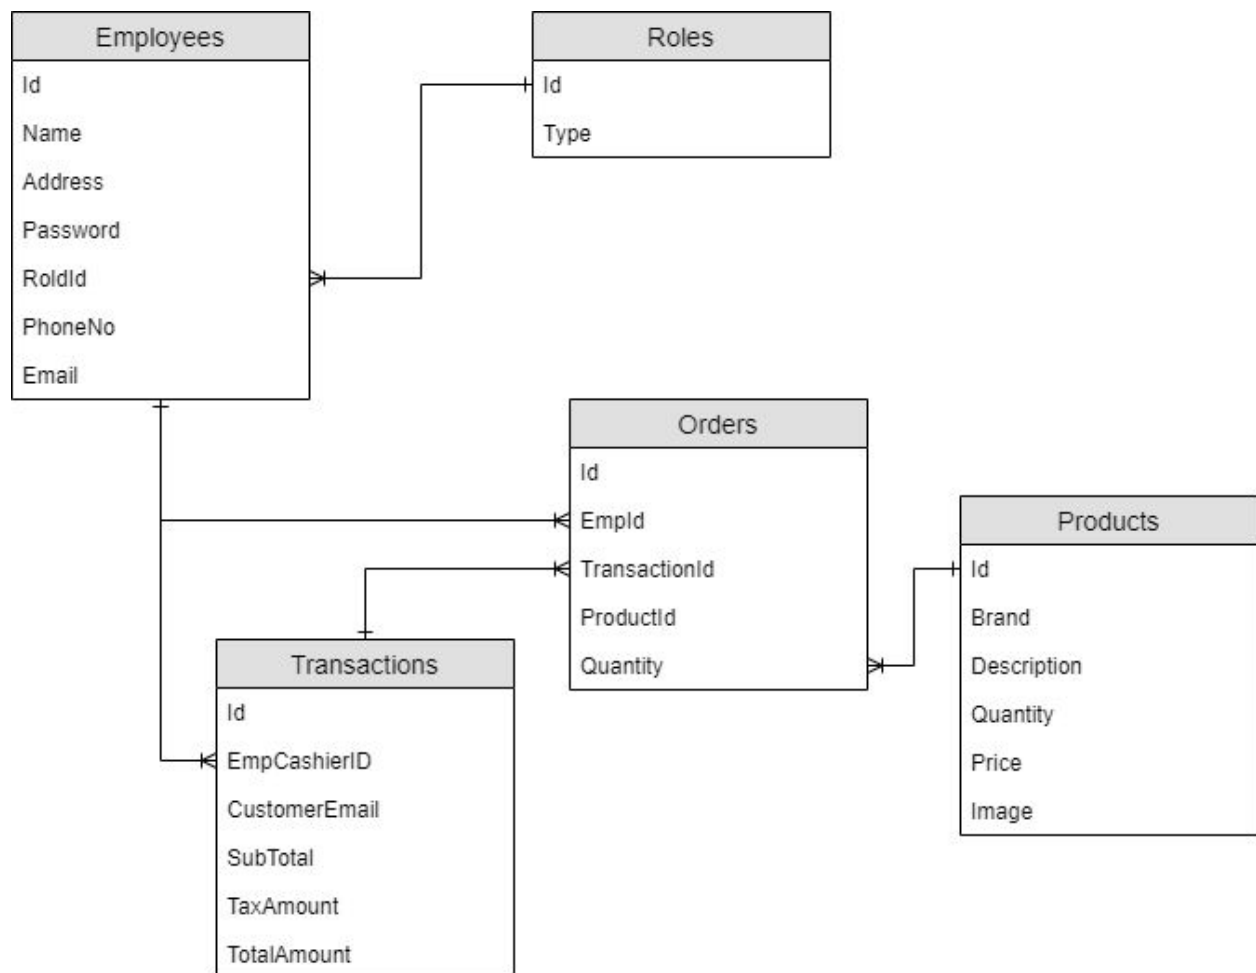 Employees
Id
Name
Address
Password
RoldId
PhoneNo
Email
Roles
Id
Type
Orders
Id
EmpId
TransactionId
ProductId
Quantity
Products
Id
Brand
Description
Quantity
Price
Image
Transactions
Id
EmpCashierID
CustomerEmail
SubTotal
TaxAmount
TotalAmount